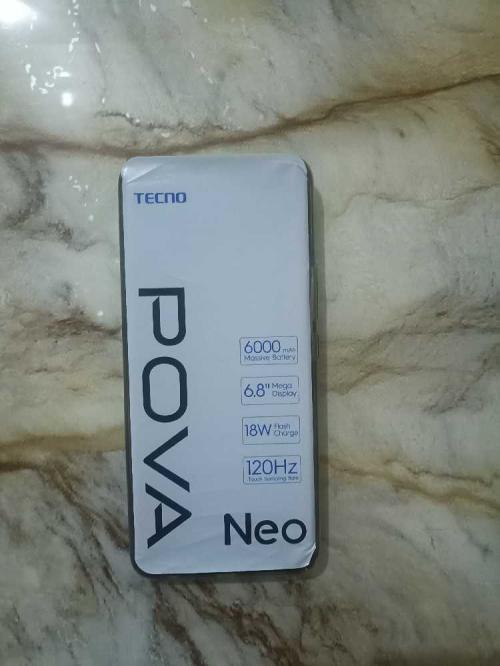 TECNO
POVA
6000 mAh
Massive Battery
6.8" Mega
Display
18W Flash
Charge
120Hz
Touch Sampling Rate
Neo